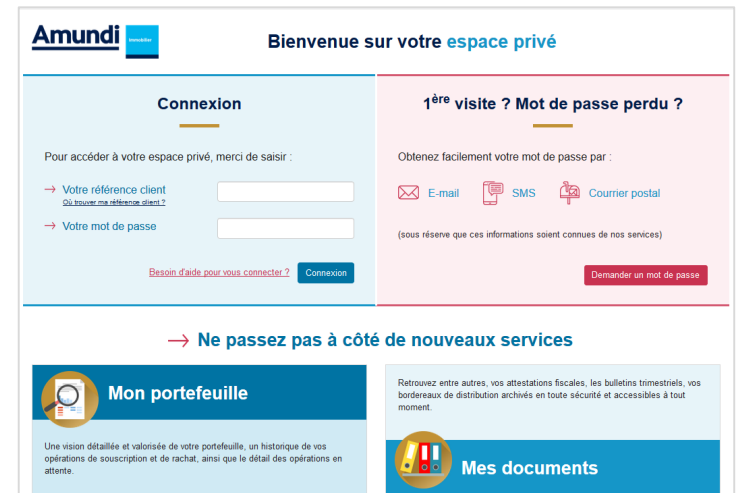 Amundi
Immobilier
Bienvenue sur votre espace privé
Connexion
Pour accéder à votre espace privé, merci de saisir :
→ Votre référence client
Où trouver ma référence client ?
→ Votre mot de passe
Besoin d'aide pour vous connecter ?
Connexion
1ère visite ? Mot de passe perdu ?
Obtenez facilement votre mot de passe par :
E-mail
SMS
Courrier postal
(sous réserve que ces informations soient connues de nos services)
Demander un mot de passe
→ Ne passez pas à côté de nouveaux services
Mon portefeuille
Une vision détaillée et valorisée de votre portefeuille, un historique de vos
opérations de souscription et de rachat, ainsi que le détail des opérations en
attente.
Retrouvez entre autres, vos attestations fiscales, les bulletins trimestriels, vos
bordereaux de distribution archivés en toute sécurité et accessibles à tout
moment.
Mes documents